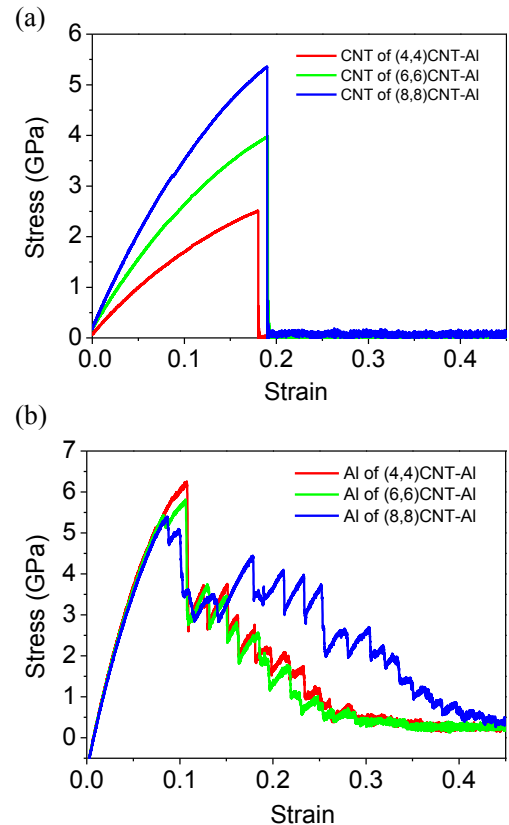 (a)
6
5
4
3
2
1
0
Stress (GPa)
CNT of (4,4)CNT-Al
CNT of (6,6)CNT-Al
CNT of (8,8)CNT-Al
0.0 0.1 0.2 0.3 0.4
Strain
(b)
7
6
5
4
3
2
1
0
Stress (GPa)
Al of (4,4)CNT-Al
Al of (6,6)CNT-Al
Al of (8,8)CNT-Al
0.0 0.1 0.2 0.3 0.4
Strain